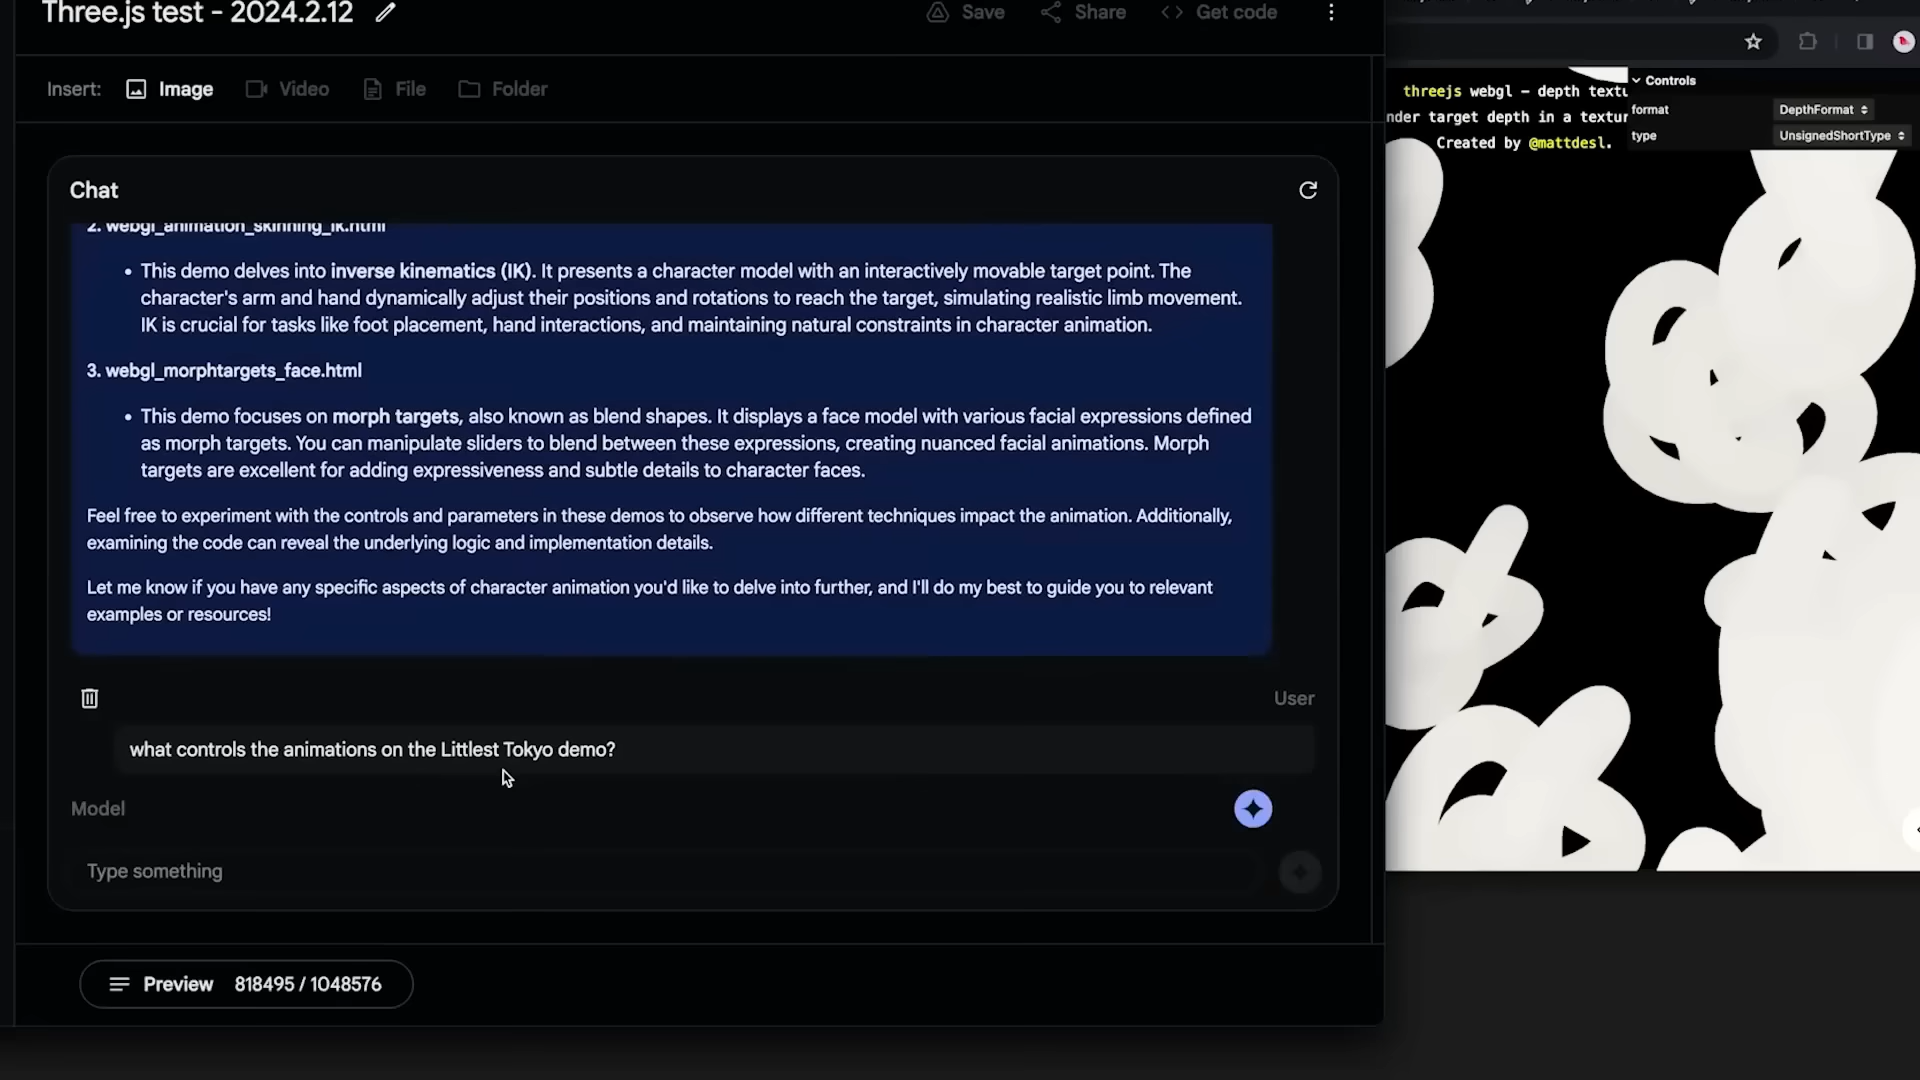 Three.js test - 2024.2.12
Save
Share
Get code
Insert:
Image
Video
File
Folder
Chat
2. webgl_animation_skinning_ik.html
• This demo delves into inverse kinematics (IK). It presents a character model with an interactively movable target point. The
character's arm and hand dynamically adjust their positions and rotations to reach the target, simulating realistic limb movement.
IK is crucial for tasks like foot placement, hand interactions, and maintaining natural constraints in character animation.
3. webgl_morphtargets_face.html
• This demo focuses on morph targets, also known as blend shapes. It displays a face model with various facial expressions defined
as morph targets. You can manipulate sliders to blend between these expressions, creating nuanced facial animations. Morph
targets are excellent for adding expressiveness and subtle details to character faces.
Feel free to experiment with the controls and parameters in these demos to observe how different techniques impact the animation. Additionally,
examining the code can reveal the underlying logic and implementation details.
Let me know if you have any specific aspects of character animation you'd like to delve into further, and I'll do my best to guide you to relevant
examples or resources!
User
what controls the animations on the Littlest Tokyo demo?
Model
Type something
Preview 818495 / 1048576
threejs webgl - depth textu
nder target depth in a textur
Created by @mattdesl.
Controls
format DepthFormat
type UnsignedShortType